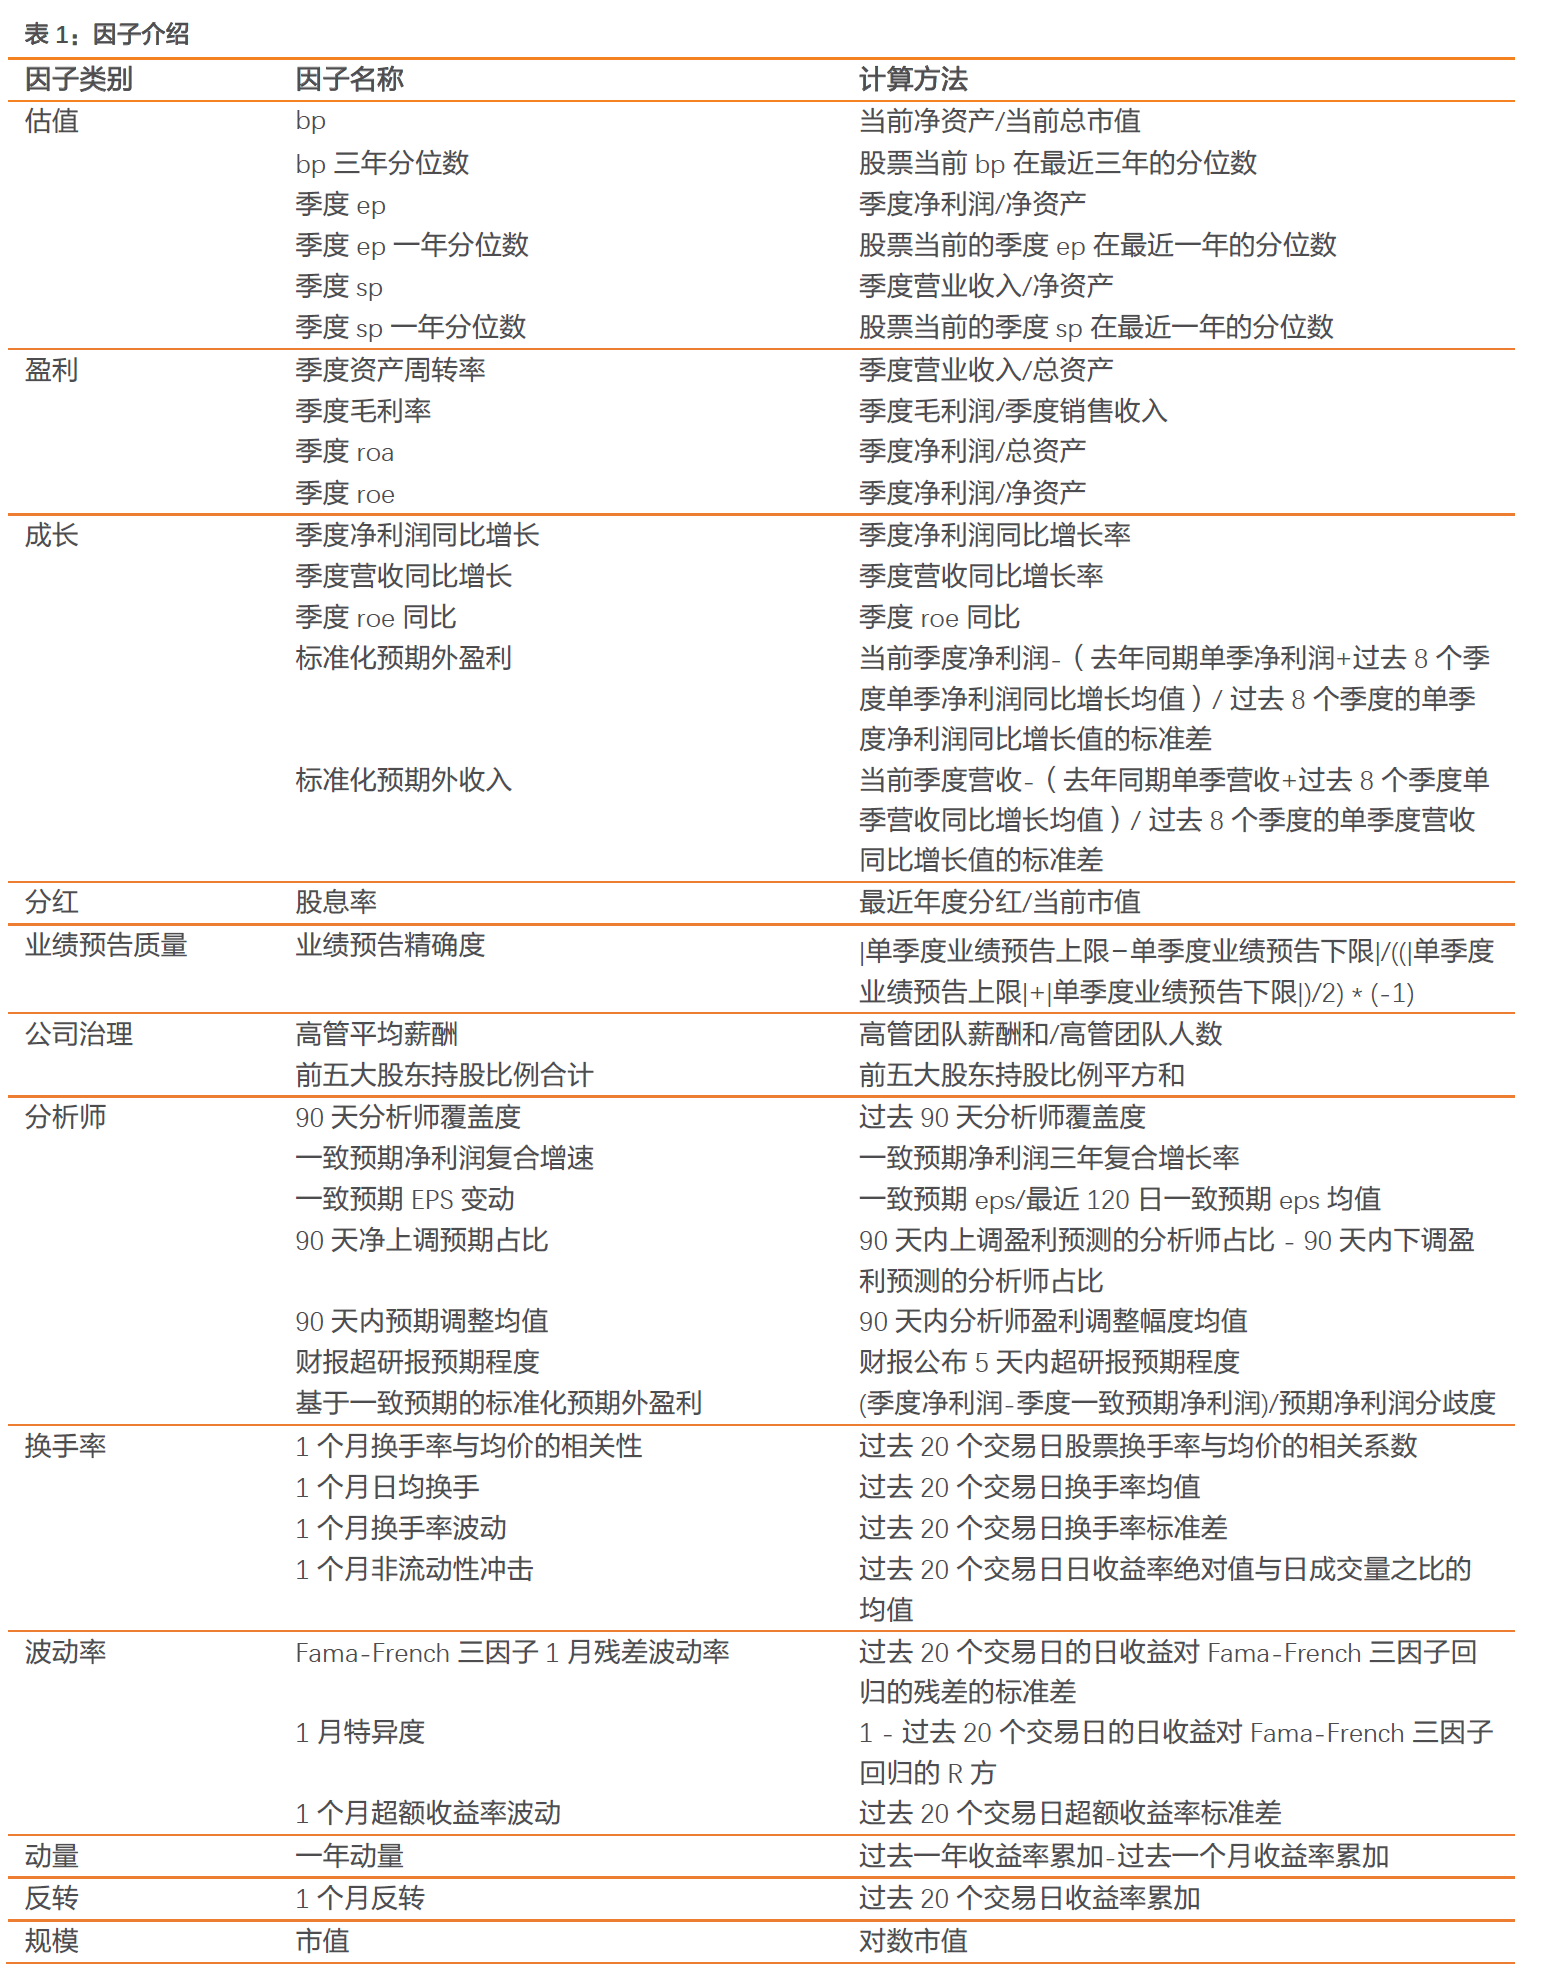 表 1：因子介绍
因子类别 因子名称 计算方法
估值 bp 当前净资产/当前总市值
bp 三年分位数 股票当前 bp 在最近三年的分位数
季度 ep 季度净利润/净资产
季度 ep 一年分位数 股票当前的季度 ep 在最近一年的分位数
季度 sp 季度营业收入/净资产
季度 sp 一年分位数 股票当前的季度 sp 在最近一年的分位数
盈利 季度资产周转率 季度营业收入/总资产
季度毛利率 季度毛利润/季度销售收入
季度 roa 季度净利润/总资产
季度 roe 季度净利润/净资产
成长 季度净利润同比增长 季度净利润同比增长率
季度营收同比增长 季度营收同比增长率
季度 roe 同比 季度 roe 同比
标准化预期外盈利 当前季度净利润-（去年同期单季净利润+过去 8 个季
度单季净利润同比增长均值）/ 过去 8 个季度的单季
度净利润同比增长值的标准差
标准化预期外收入 当前季度营收-（去年同期单季营收+过去 8 个季度单
季营收同比增长均值）/ 过去 8 个季度的单季度营收
同比增长值的标准差
分红 股息率 最近年度分红/当前市值
业绩预告质量 业绩预告精确度 |单季度业绩预告上限−单季度业绩预告下限|/((|单季度
业绩预告上限|+|单季度业绩预告下限|)/2) * (-1)
公司治理 高管平均薪酬 高管团队薪酬和/高管团队人数
前五大股东持股比例合计 前五大股东持股比例平方和
分析师 90 天分析师覆盖度 过去 90 天分析师覆盖度
一致预期净利润复合增速 一致预期净利润三年复合增长率
一致预期 EPS 变动 一致预期 eps/最近 120 日一致预期 eps 均值
90 天净上调预期占比 90 天内上调盈利预测的分析师占比 - 90 天内下调盈
利预测的分析师占比
90 天内预期调整均值 90 天内分析师盈利调整幅度均值
财报超研报预期程度 财报公布 5 天内超研报预期程度
基于一致预期的标准化预期外盈利 (季度净利润-季度一致预期净利润)/预期净利润分歧度
换手率 1 个月换手率与均价的相关性 过去 20 个交易日股票换手率与均价的相关系数
1 个月日均换手 过去 20 个交易日换手率均值
1 个月换手率波动 过去 20 个交易日换手率标准差
1 个月非流动性冲击 过去 20 个交易日日收益率绝对值与日成交量之比的
均值
波动率 Fama-French 三因子 1 月残差波动率 过去 20 个交易日的日收益对 Fama-French 三因子回
归的残差的标准差
1 月特异度 1 - 过去 20 个交易日的日收益对 Fama-French 三因子
回归的 R 方
1 个月超额收益率波动 过去 20 个交易日超额收益率标准差
动量 一年动量 过去一年收益率累加-过去一个月收益率累加
反转 1 个月反转 过去 20 个交易日收益率累加
规模 市值 对数市值